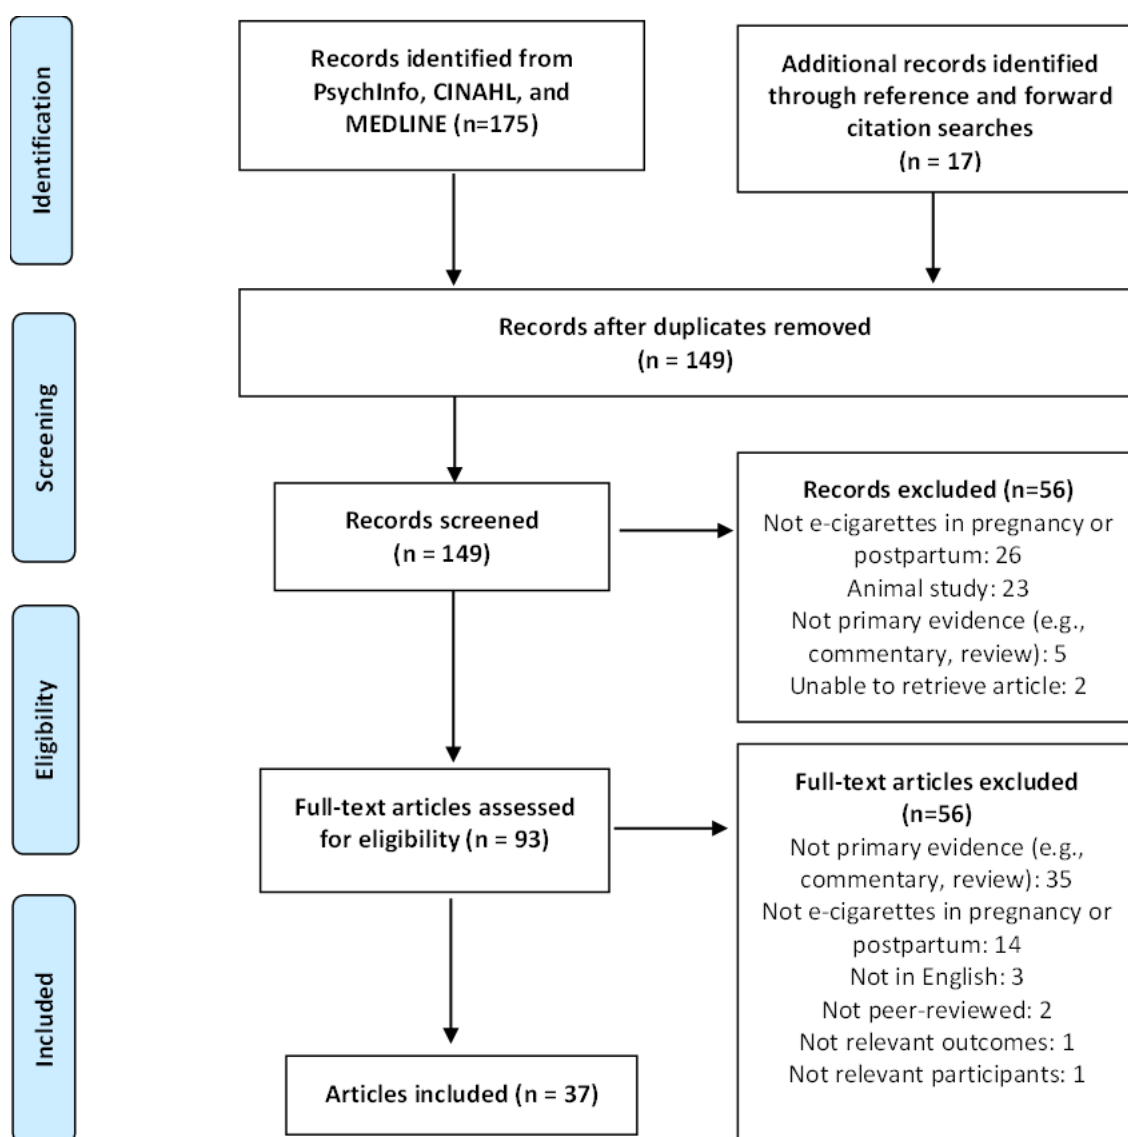 Identification
Records identified from
PsychInfo, CINAHL, and
MEDLINE (n=175)
Additional records identified
through reference and forward
citation searches
(n = 17)
Screening
Records after duplicates removed
(n = 149)
Records screened
(n = 149)
Records excluded (n=56)
Not e-cigarettes in pregnancy or
postpartum: 26
Animal study: 23
Not primary evidence (e.g.,
commentary, review): 5
Unable to retrieve article: 2
Eligibility
Full-text articles assessed
for eligibility (n = 93)
Full-text articles excluded
(n=56)
Not primary evidence (e.g.,
commentary, review): 35
Not e-cigarettes in pregnancy or
postpartum: 14
Not in English: 3
Not peer-reviewed: 2
Not relevant outcomes: 1
Not relevant participants: 1
Included
Articles included (n = 37)